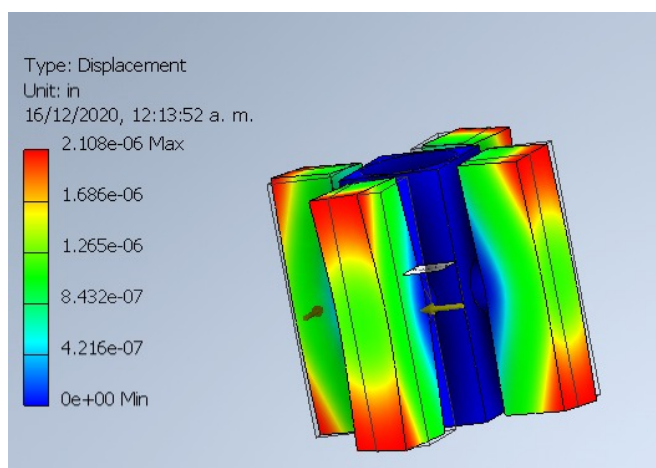 Type: Displacement
Unit: in
16/12/2020, 12:13:52 a. m.
2.108e-06 Max
1.686e-06
1.265e-06
8.432e-07
4.216e-07
0e+00 Min